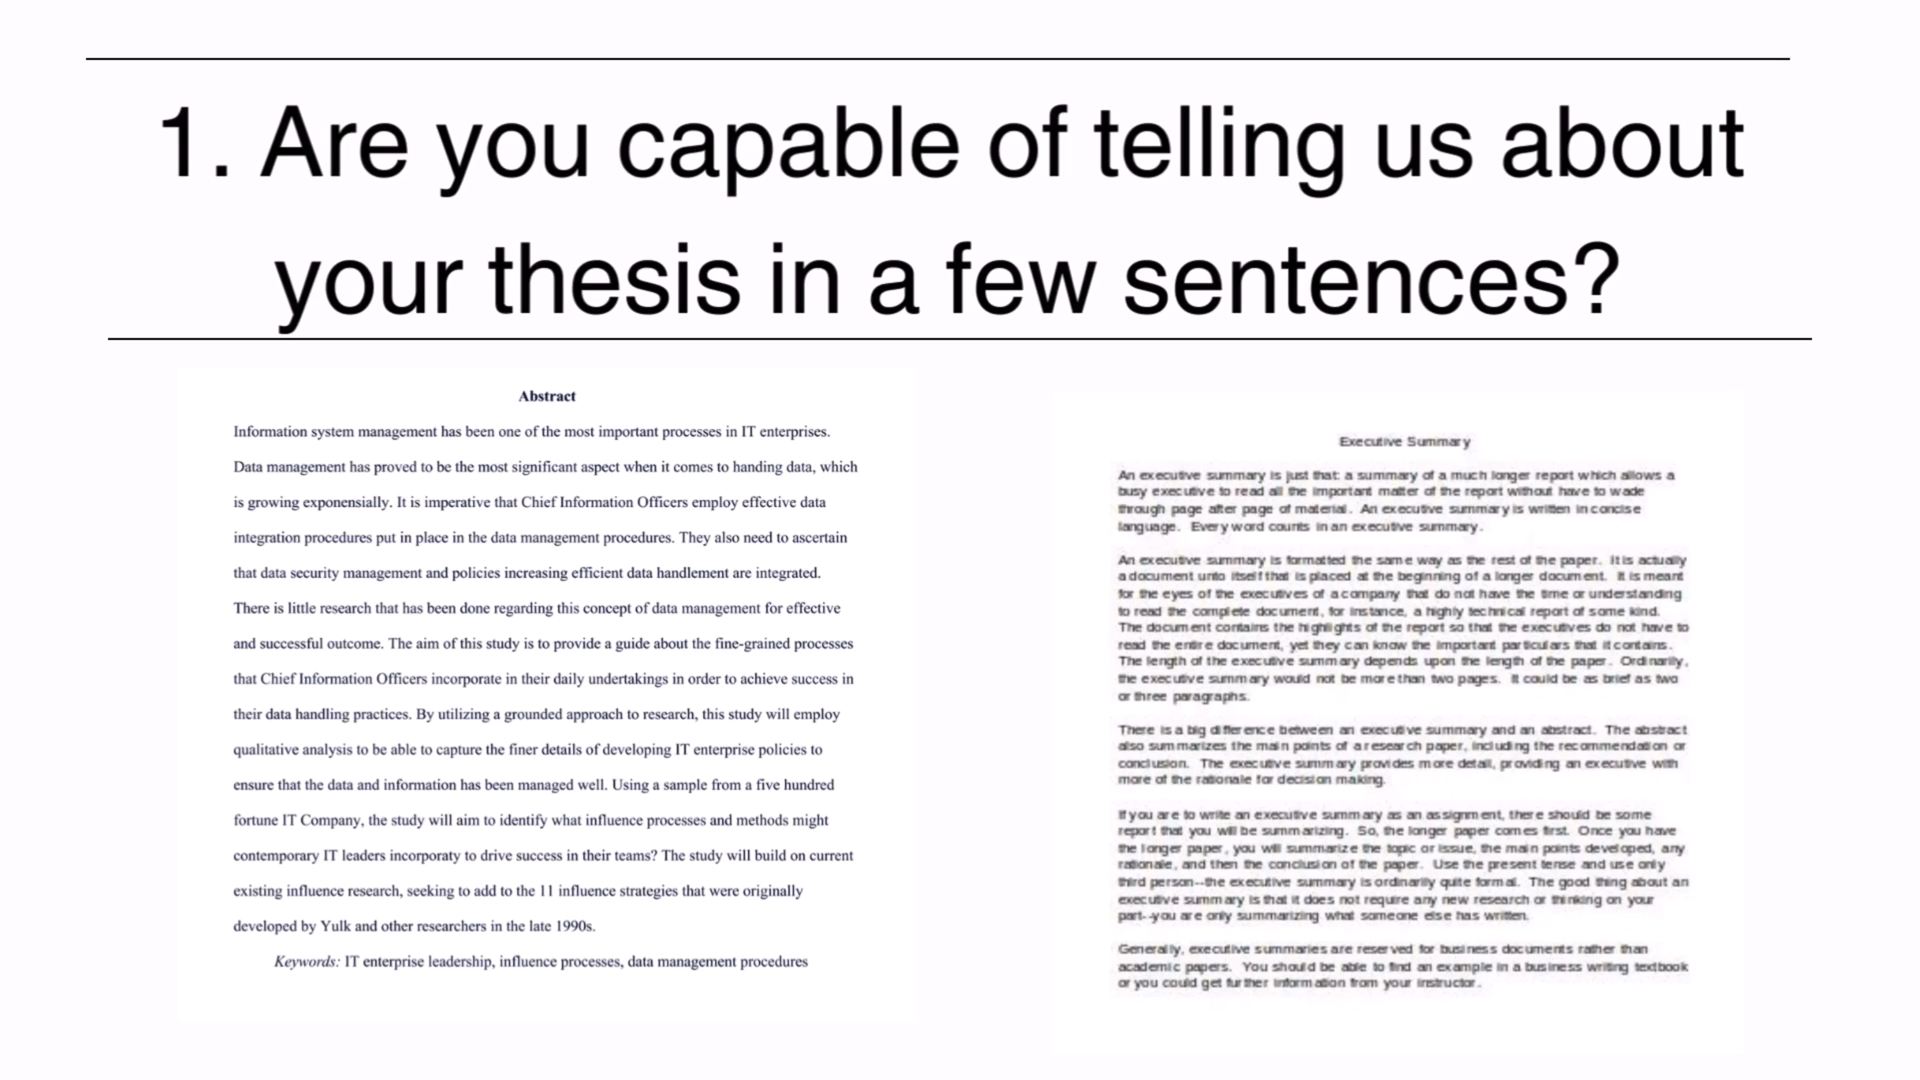 1. Are you capable of telling us about
your thesis in a few sentences?
Abstract
Information system management has been one of the most important processes in IT enterprises.
Data management has proved to be the most significant aspect when it comes to handing data, which
is growing exponensially. It is imperative that Chief Information Officers employ effective data
integration procedures put in place in the data management procedures. They also need to ascertain
that data security management and policies increasing efficient data handlement are integrated.
There is little research that has been done regarding this concept of data management for effective
and successful outcome. The aim of this study is to provide a guide about the fine-grained processes
that Chief Information Officers incorporate in their daily undertakings in order to achieve success in
their data handling practices. By utilizing a grounded approach to research, this study will employ
qualitative analysis to be able to capture the finer details of developing IT enterprise policies to
ensure that the data and information has been managed well. Using a sample from a five hundred
fortune IT Company, the study will aim to identify what influence processes and methods might
contemporary IT leaders incorporaty to drive success in their teams? The study will build on current
existing influence research, seeking to add to the 11 influence strategies that were originally
developed by Yulk and other researchers in the late 1990s.
Keywords: IT enterprise leadership, influence processes, data management procedures
Executive Summary
An executive summary is just that: a summary of a much longer report which allows a
busy executive to read all the important matter of the report without have to wade
through page after page of material. An executive summary is written in concise
language. Every word counts in an executive summary.
An executive summary is formatted the same way as the rest of the paper. It is actually
a document unto itself that is placed at the beginning of a longer document. It is meant
for the eyes of the executives of a company that do not have the time or understanding
to read the complete document, for instance, a highly technical report of some kind.
The document contains the highlights of the report so that the executives do not have to
read the entire document, yet they can know the important particulars that it contains.
The length of the executive summary depends upon the length of the paper. Ordinarily,
the executive summary would not be more than two pages. It could be as brief as two
or three paragraphs.
There is a big difference between an executive summary and an abstract. The abstract
also summarizes the main points of a research paper, including the recommendation or
conclusion. The executive summary provides more detail, providing an executive with
more of the rationale for decision making.
If you are to write an executive summary as an assignment, there should be some
report that you will be summarizing. So, the longer paper comes first. Once you have
the longer paper, you will summarize the topic or issue, the main points developed, any
rationale, and then the conclusion of the paper. Use the present tense and use only
third person--the executive summary is ordinarily quite formal. The good thing about an
executive summary is that it does not require any new research or thinking on your
part--you are only summarizing what someone else has written.
Generally, executive summaries are reserved for business documents rather than
academic papers. You should be able to find an example in a business writing textbook
or you could get further information from your instructor.